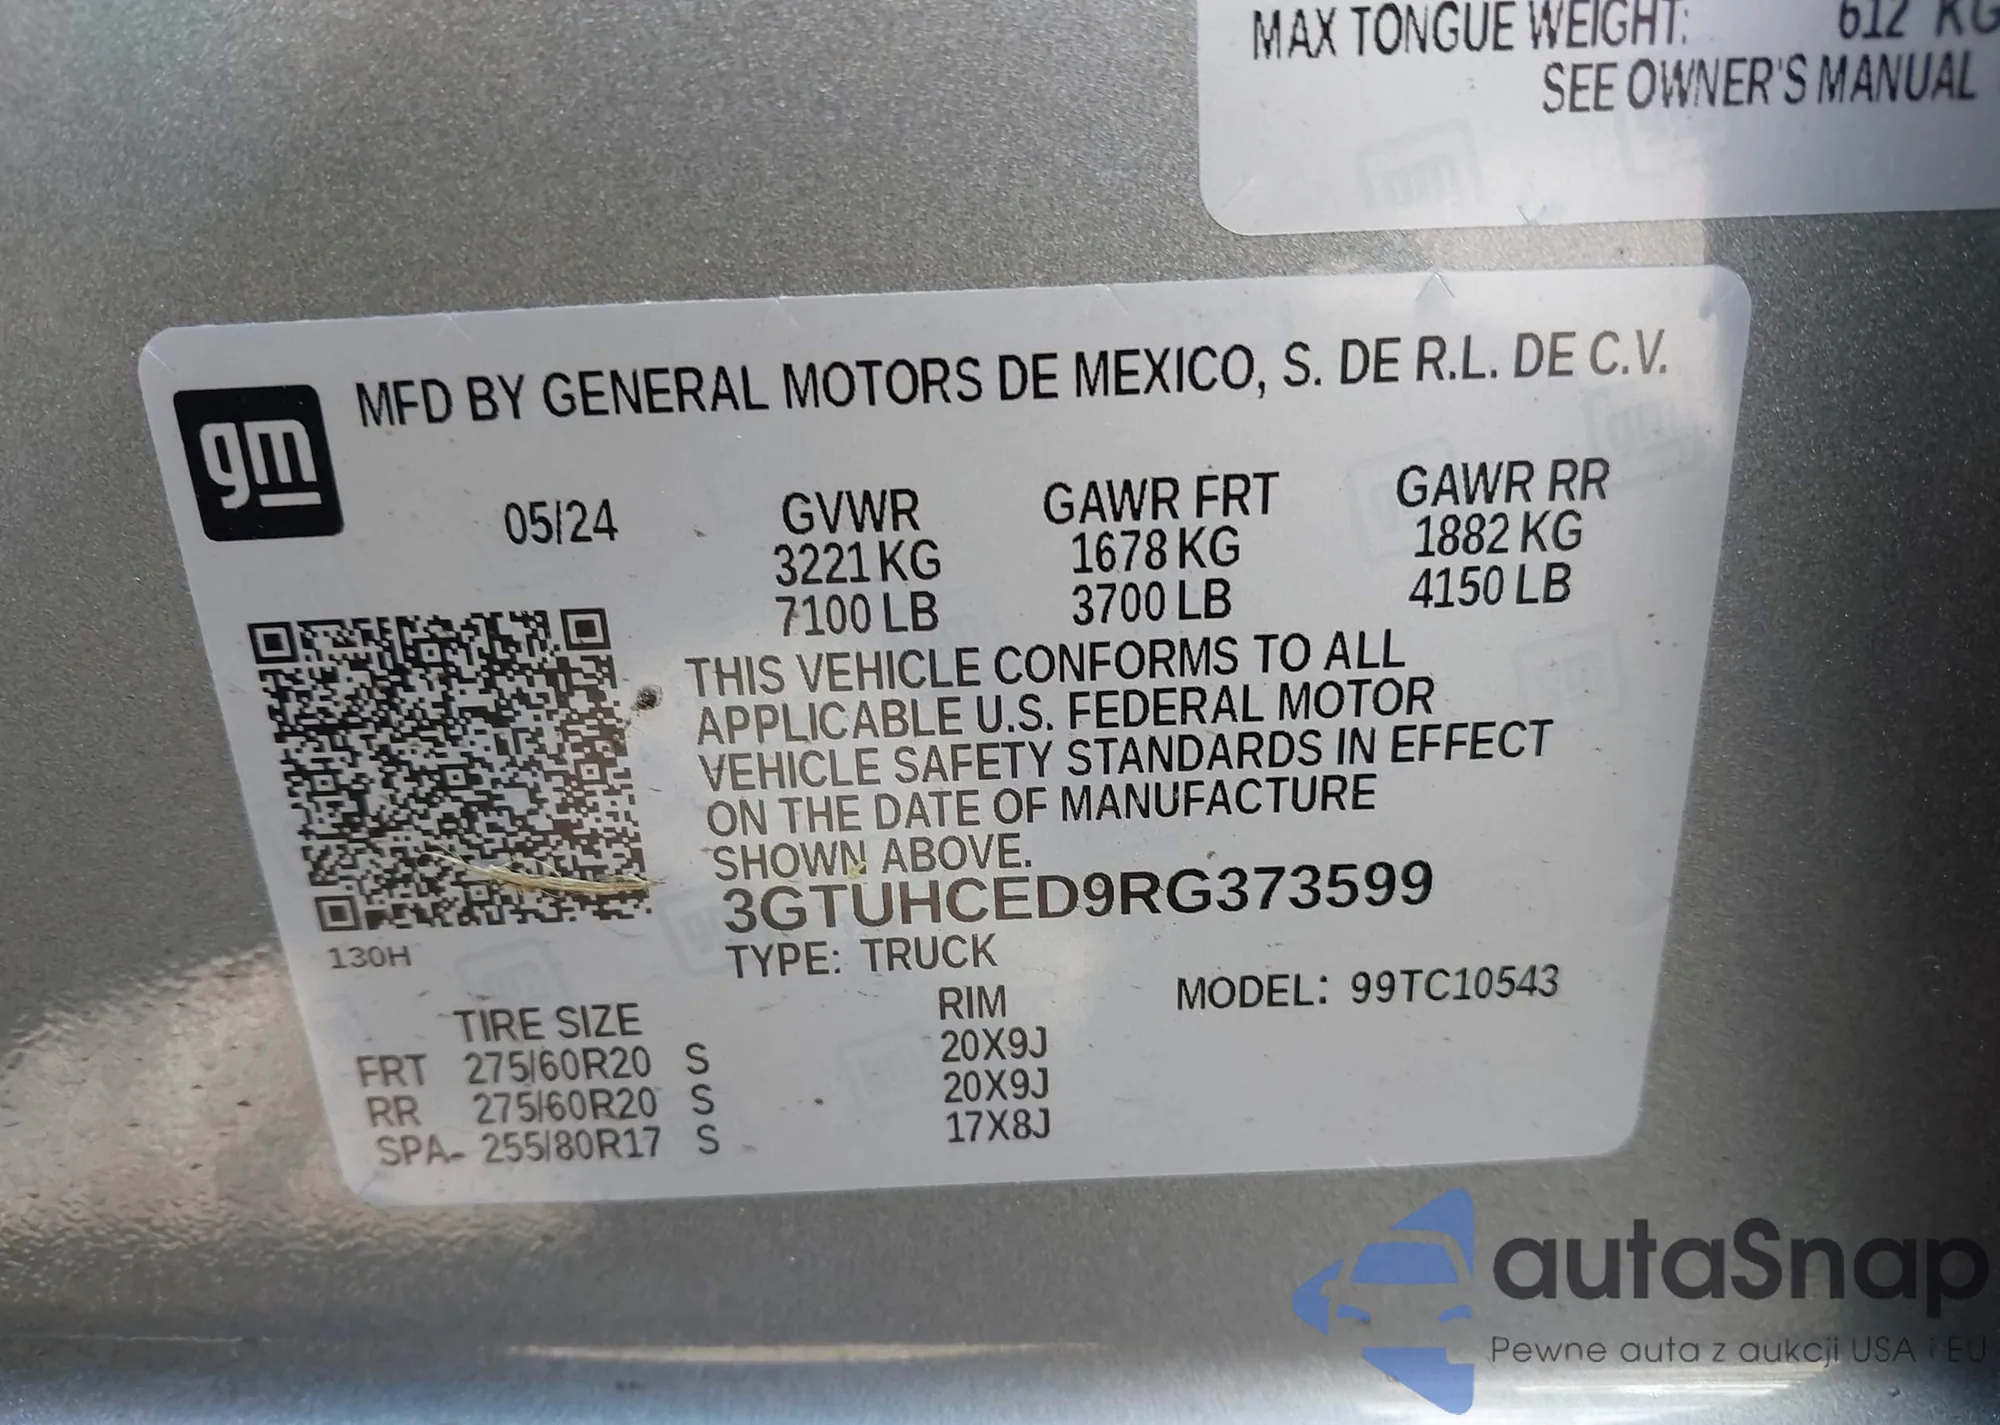 MAX TONGUE WEIGHT: 612 KG
SEE OWNER'S MANUAL
gm
MFD BY GENERAL MOTORS DE MEXICO, S. DE R.L. DE C.V.
05/24 GVWR GAWR FRT GAWR RR
3221 KG 1678 KG 1882 KG
7100 LB 3700 LB 4150 LB
THIS VEHICLE CONFORMS TO ALL
APPLICABLE U.S. FEDERAL MOTOR
VEHICLE SAFETY STANDARDS IN EFFECT
ON THE DATE OF MANUFACTURE
SHOWN ABOVE.
3GTUHCED9RG373599
130H
TYPE: TRUCK
MODEL: 99TC10543
TIRE SIZE RIM
FRT 275/60R20 S 20X9J
RR 275/60R20 S 20X9J
SPA- 255/80R17 S 17X8J
autaSnap
Pewne auta z aukcji USA i EU